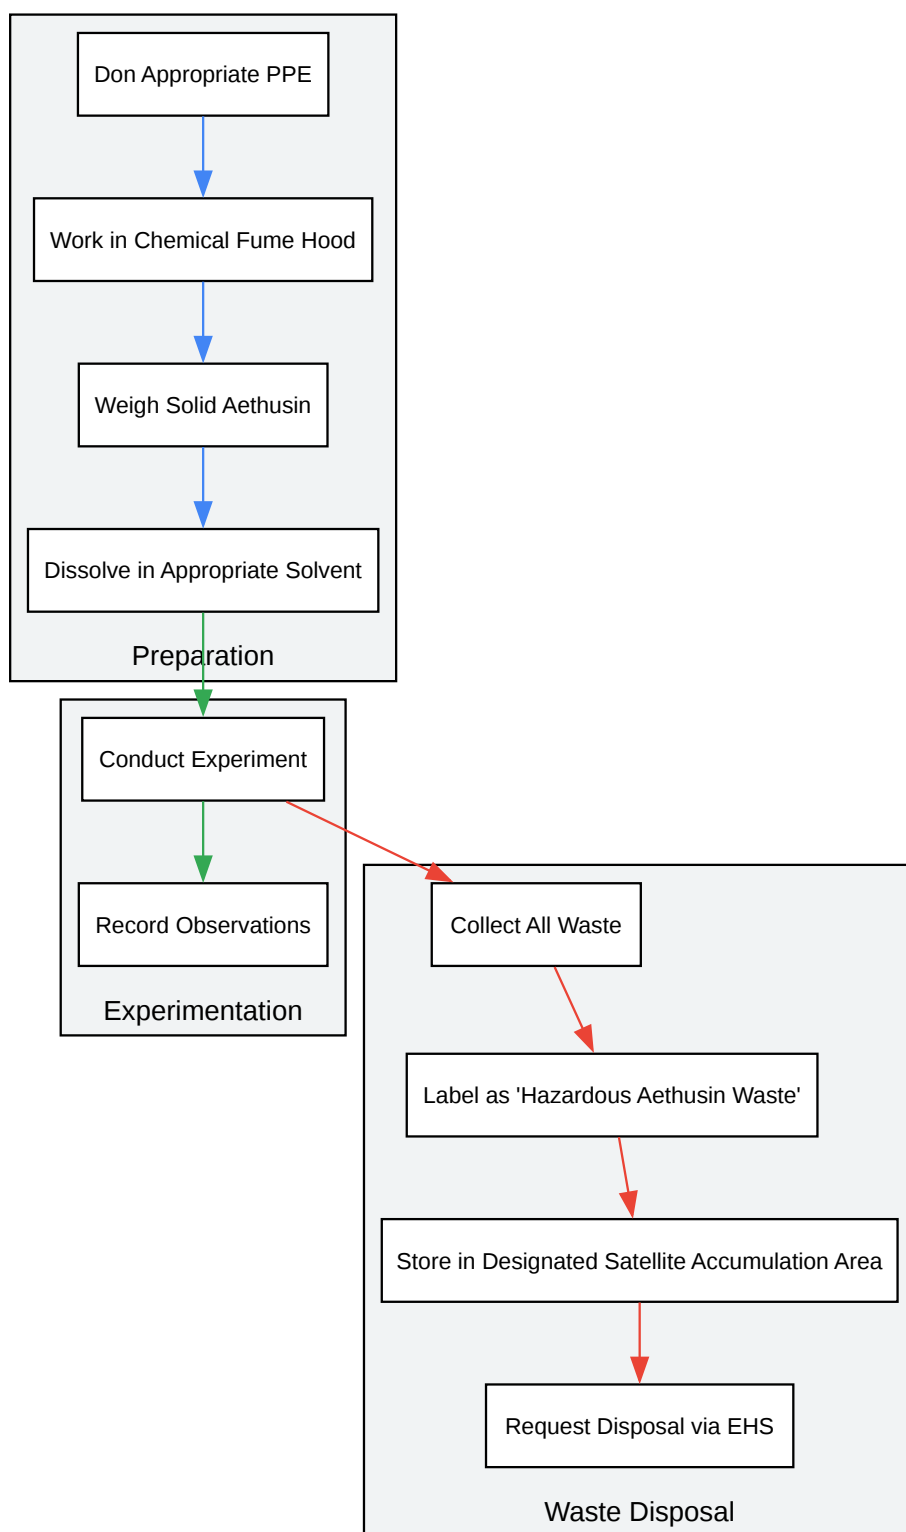 Don Appropriate PPE
Work in Chemical Fume Hood
Weigh Solid Aethusin
Dissolve in Appropriate Solvent
Preparation
Conduct Experiment
Record Observations
Experimentation
Collect All Waste
Label as 'Hazardous Aethusin Waste'
Store in Designated Satellite Accumulation Area
Request Disposal via EHS
Waste Disposal